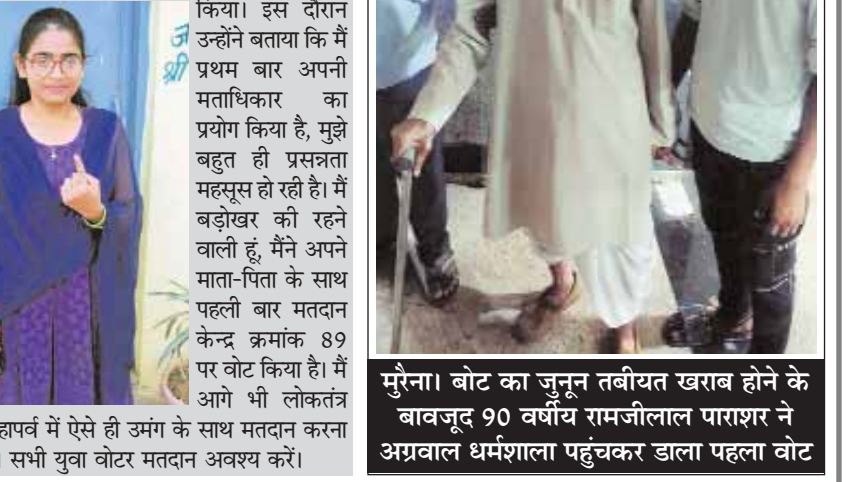 किया। इस दौरान
उन्होंने बताया कि मैं
प्रथम बार अपनी
मताधिकार का
प्रयोग किया है, मुझे
बहुत ही प्रसन्नता
महसूस हो रही है। मैं
बड़ोखर की रहने
वाली हूं, मैंने अपने
माता-पिता के साथ
पहली बार मतदान
केन्द्र क्रमांक 89
पर वोट किया है। मैं
आगे भी लोकतंत्र
में ऐसे ही उमंग के साथ मतदान करना
सभी युवा वोटर मतदान अवश्य करें।
श्री
मुरैना। बोट का जुनून तबीयत खराब होने के
बावजूद 90 वर्षीय रामजीलाल पाराशर ने
अग्रवाल धर्मशाला पहुंचकर डाला पहला वोट